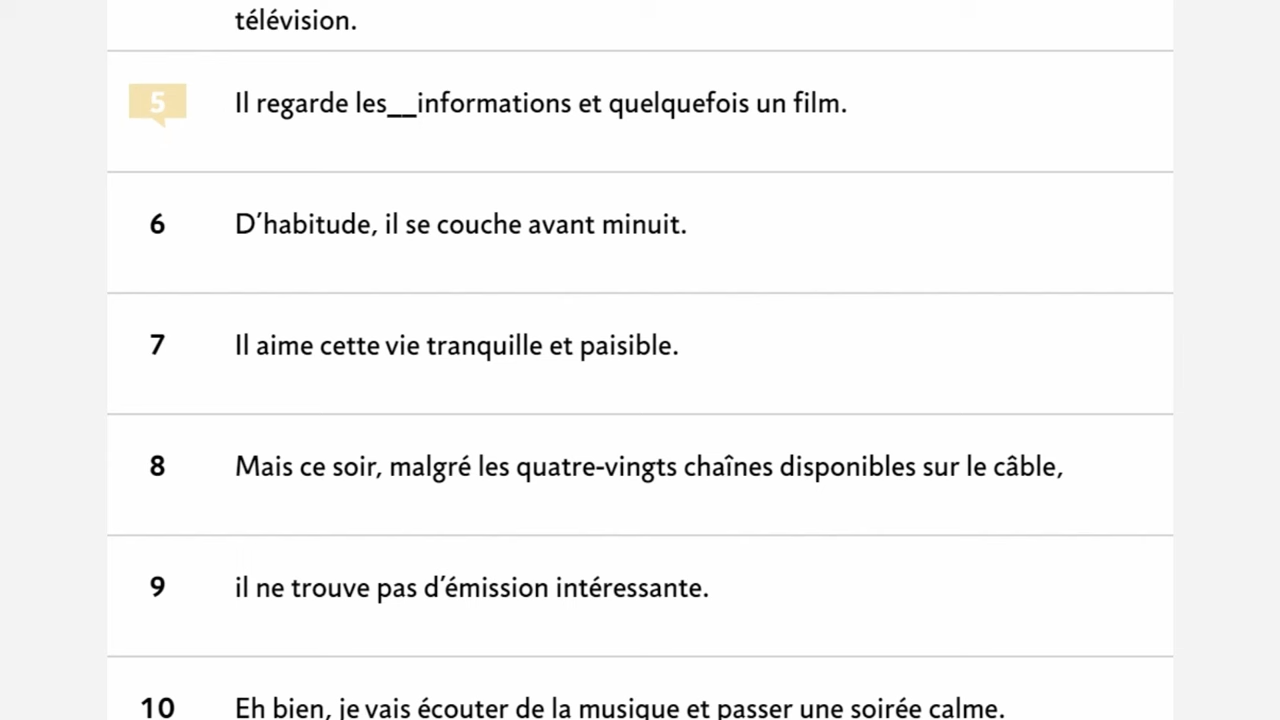 télévision.
5 Il regarde les__informations et quelquefois un film.
6 D’habitude, il se couche avant minuit.
7 Il aime cette vie tranquille et paisible.
8 Mais ce soir, malgré les quatre-vingts chaînes disponibles sur le câble,
9 il ne trouve pas d’émission intéressante.
10 Eh bien, je vais écouter de la musique et passer une soirée calme.